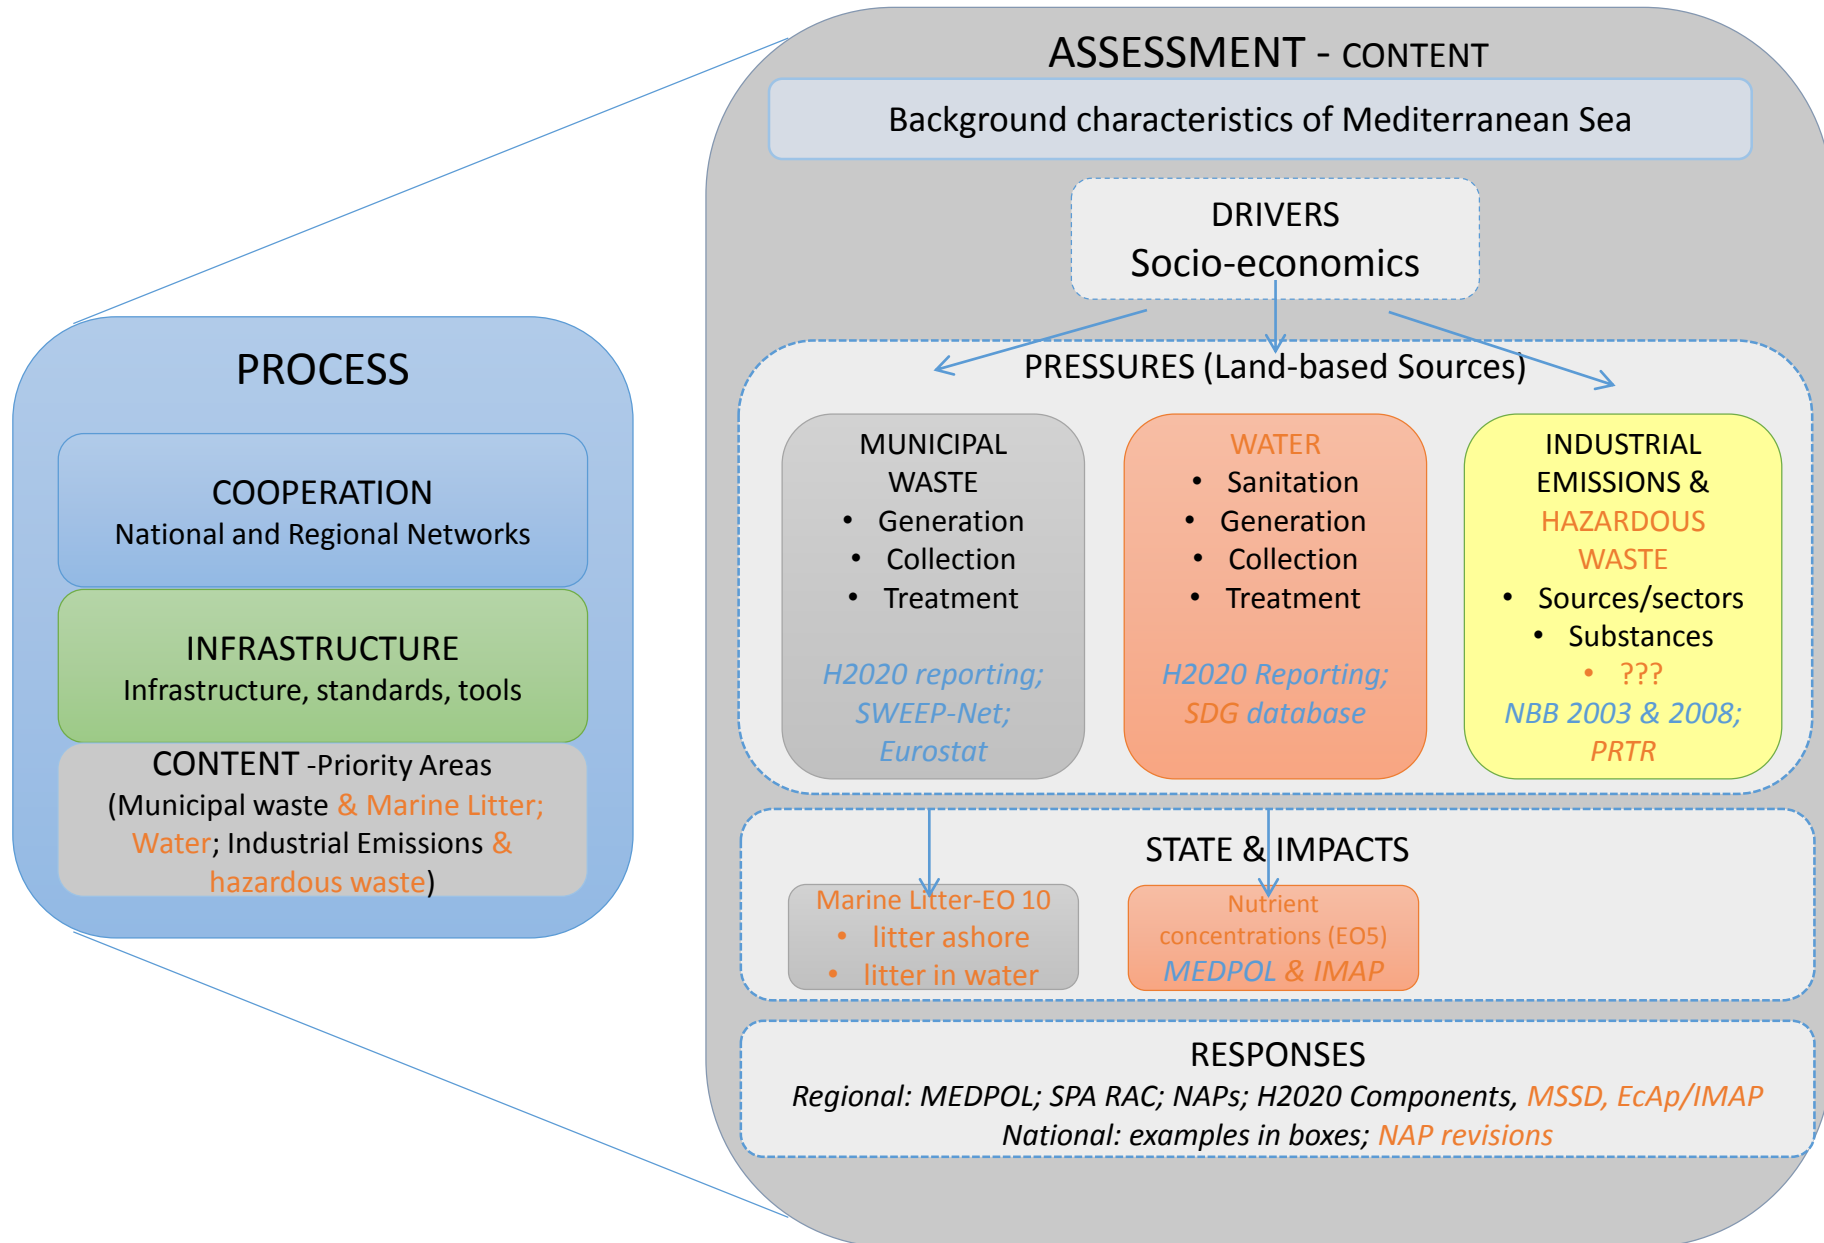 PROCESS
COOPERATION
National and Regional Networks
INFRASTRUCTURE
Infrastructure, standards, tools
CONTENT -Priority Areas
(Municipal waste & Marine Litter;
Water; Industrial Emissions &
hazardous waste)
ASSESSMENT - CONTENT
Background characteristics of Mediterranean Sea
DRIVERS
Socio-economics
PRESSURES (Land-based Sources)
MUNICIPAL
WASTE
• Generation
• Collection
• Treatment
H2020 reporting;
SWEEP-Net;
Eurostat
WATER
• Sanitation
• Generation
• Collection
• Treatment
H2020 Reporting;
SDG database
INDUSTRIAL
EMISSIONS &
HAZARDOUS
WASTE
• Sources/sectors
• Substances
• ???
NBB 2003 & 2008;
PRTR
STATE & IMPACTS
Marine Litter-EO 10
• litter ashore
• litter in water
Nutrient
concentrations (EO5)
MEDPOL & IMAP
RESPONSES
Regional: MEDPOL; SPA RAC; NAPs; H2020 Components, MSSD, EcAp/IMAP
National: examples in boxes; NAP revisions